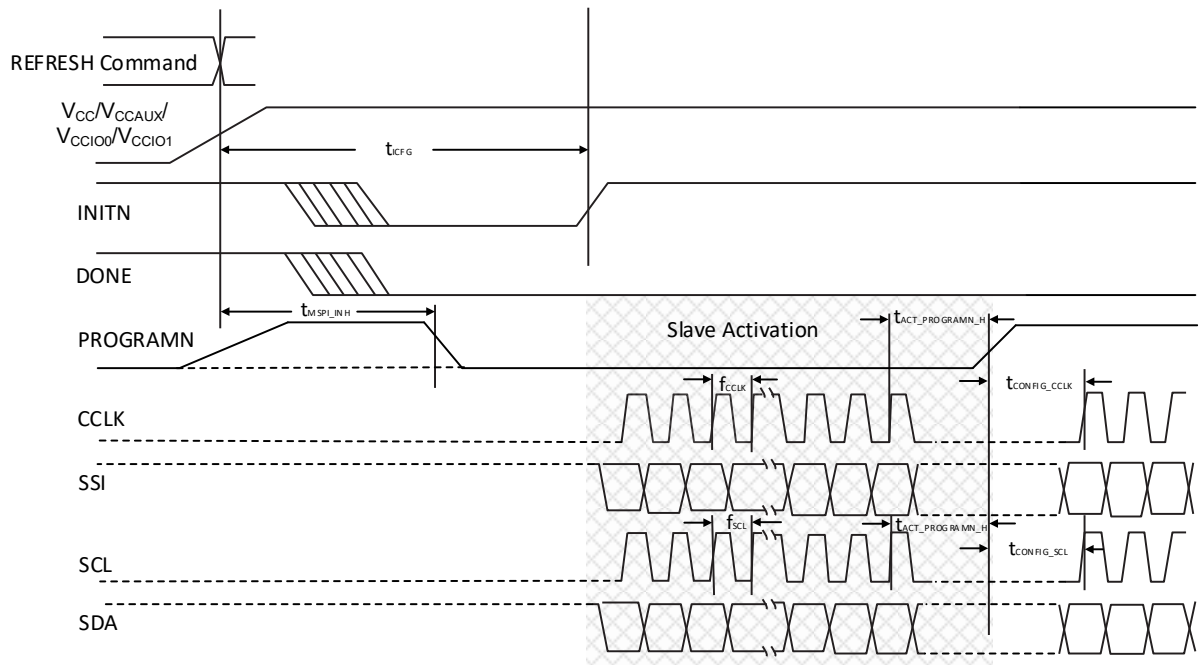 REFRESH Command
VCC/VCCAUX/
VCCIO0/VCCIO1
tICFG
INITN
DONE
tMSPI_INH
PROGRAMN
Slave Activation
tACT_PROGRAMN_H
fCCLK
tCONFIG_CCLK
CCLK
SSI
fSCL
tACT_PROGRAMN_H
tCONFIG_SCL
SCL
SDA